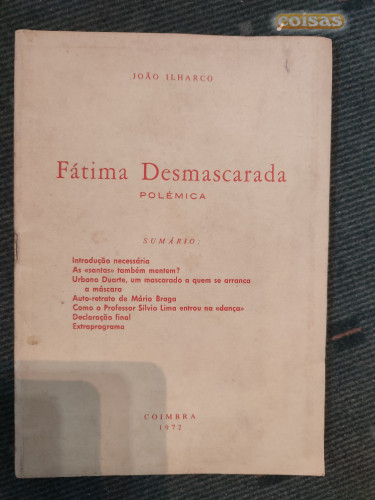 coisas
JOÃO ILHARCO
Fátima Desmascarada
POLÉMICA
SUMÁRIO:
Introdução necessária
As «santas» também mentem?
Urbano Duarte, um mascarado a quem se arranca
a máscara
Auto-retrato de Mário Braga
Como o Professor Sílvio Lima entrou na «dança»
Declaração final
Extraprograma
COIMBRA
1972